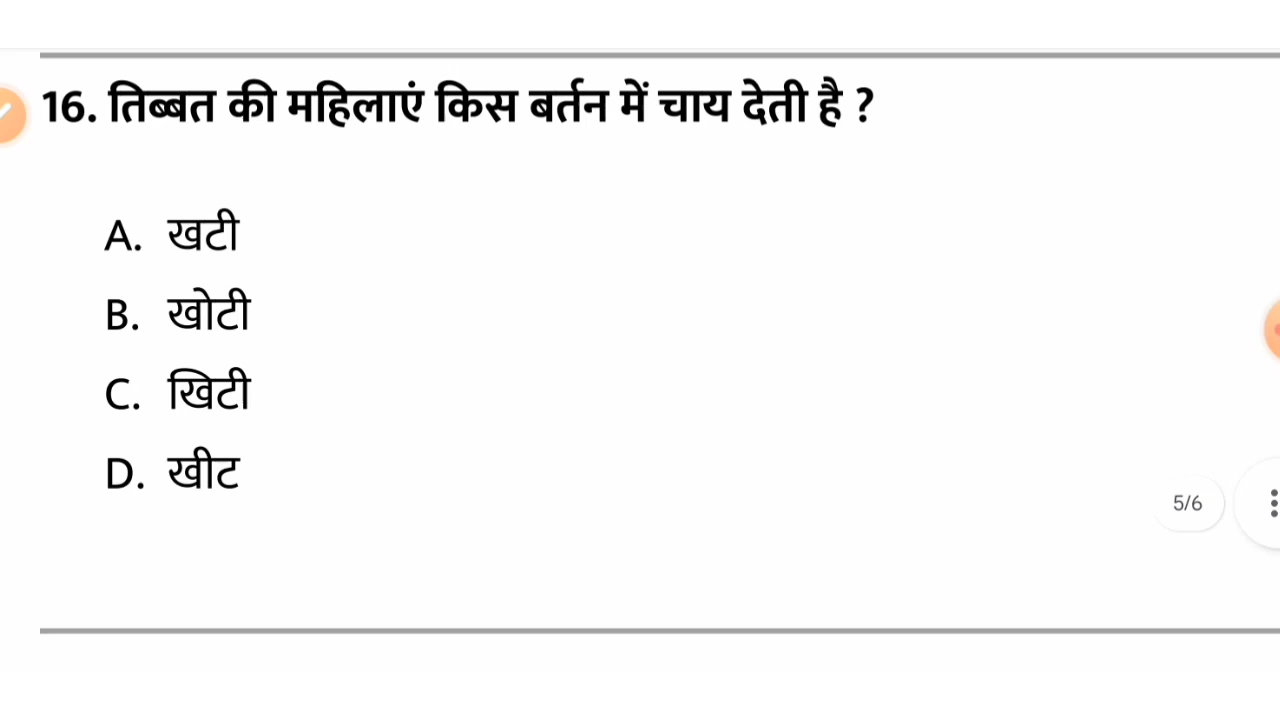 16. तिब्बत की महिलाएं किस बर्तन में चाय देती है ?
A. खटी
B. खोटी
C. खिटी
D. खीट
5/6